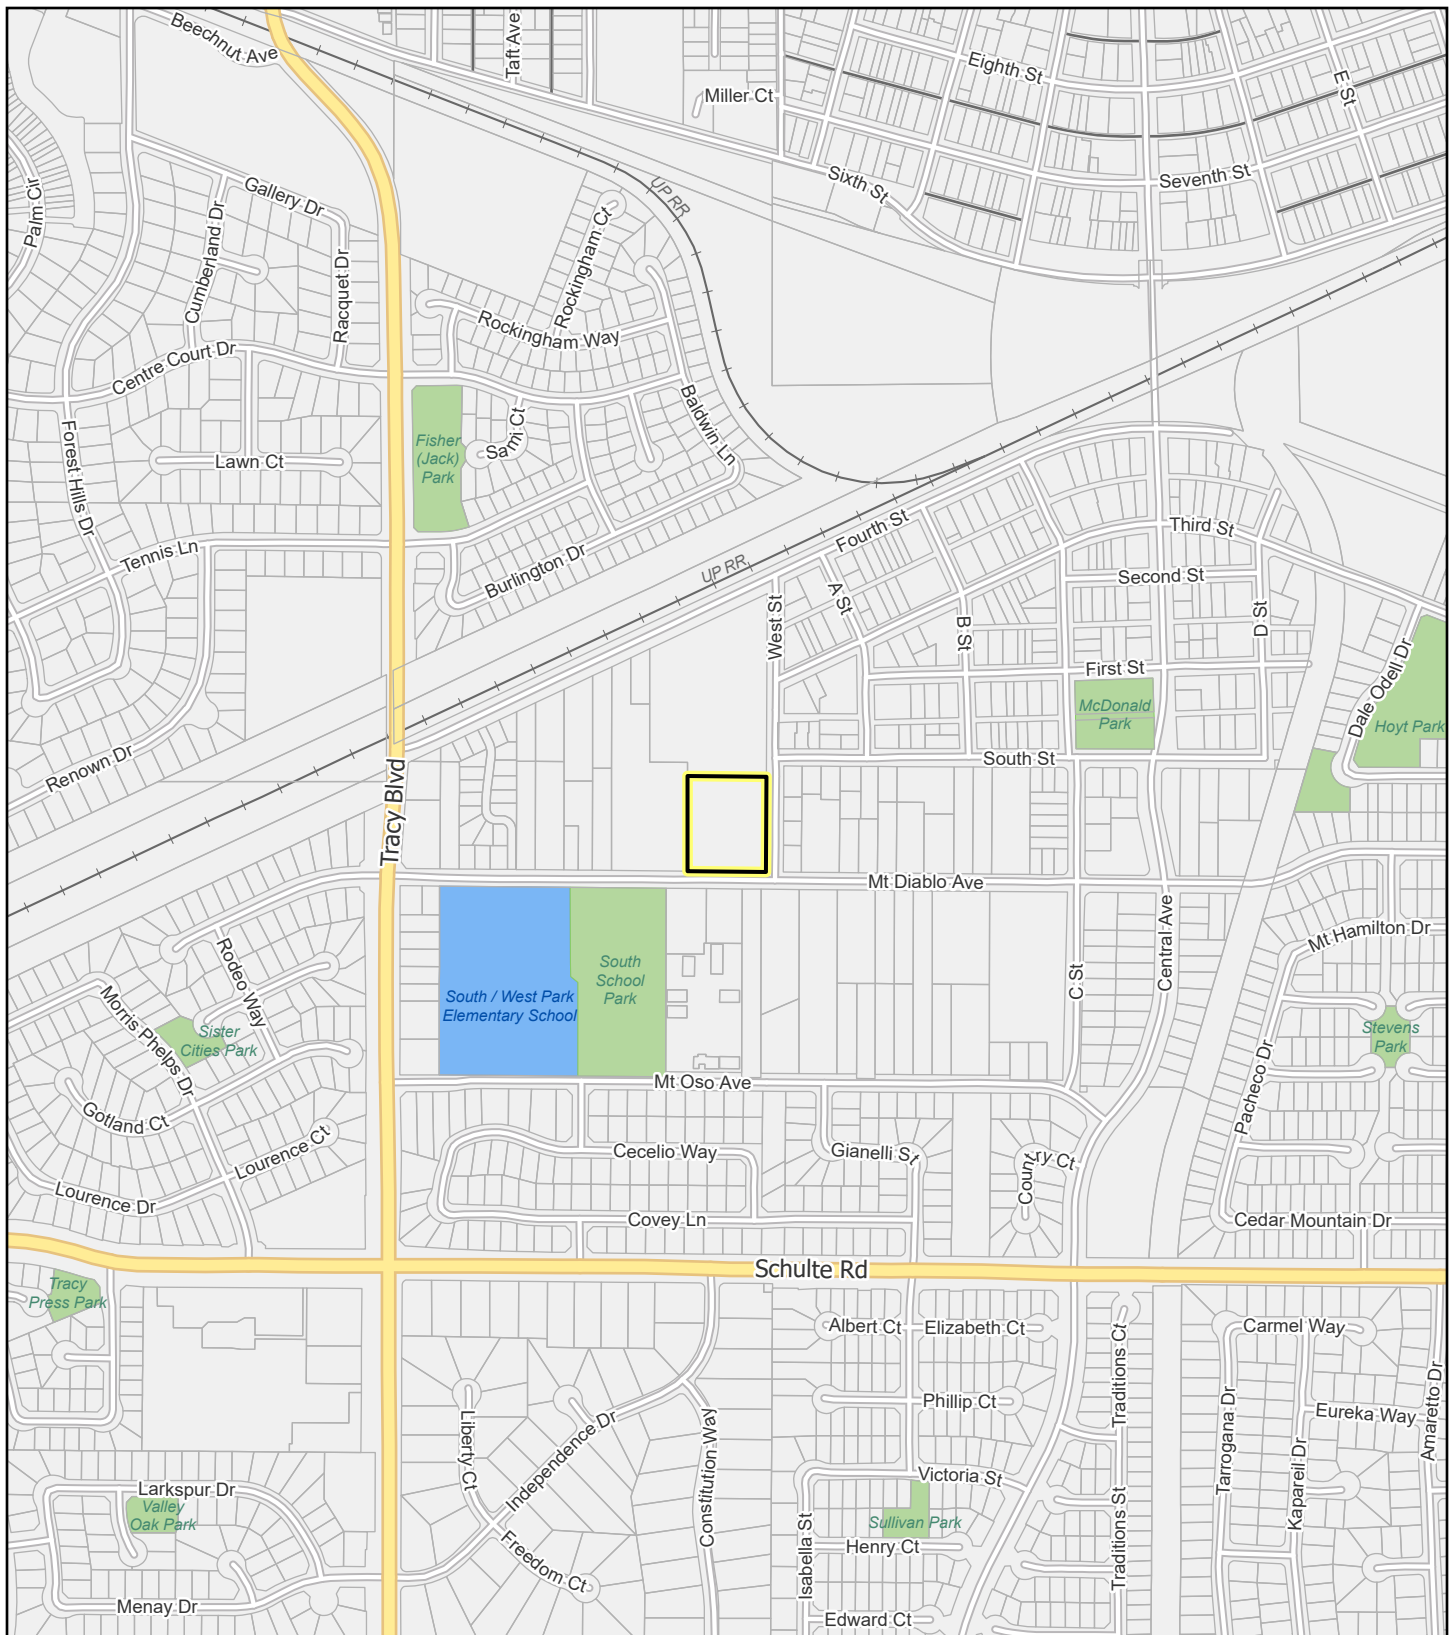 Beechnut Ave
Taft Ave
Miller Ct
Eighth St
E St
Sixth St
Seventh St
UP RR
Palm Cir
Gallery Dr
Cumberland Dr
Racquet Dr
Rockingham Ct
Rockingham Way
Centre Court Dr
Baldwin Ln
Sami Ct
Fisher
(Jack)
Park
Lawn Ct
Forest Hills Dr
Tennis Ln
Burlington Dr
UP RR
Fourth St
Third St
Second St
A St
West St
B St
D St
First St
McDonald
Park
Dale Odell Dr
Hoyt Park
South St
Renown Dr
Tracy Blvd
Mt Diablo Ave
Mt Hamilton Dr
Rodeo Way
Central Ave
C St
South
School
Park
South / West Park
Elementary School
Morris Phelps Dr
Sister
Cities Park
Stevens
Park
Pacheco Dr
Mt Oso Ave
Gotland Ct
Lourence Ct
Cecelio Way
Gianelli St
Country Ct
Lourence Dr
Covey Ln
Cedar Mountain Dr
Schulte Rd
Tracy
Press Park
Albert Ct
Elizabeth Ct
Carmel Way
Traditions Ct
Phillip Ct
Tarrogana Dr
Eureka Way
Amaretto Dr
Liberty Ct
Independence Dr
Constitution Way
Kapareil Dr
Victoria St
Larkspur Dr
Valley
Oak Park
Sullivan Park
Isabella St
Henry Ct
Traditions St
Freedom Ct
Menay Dr
Edward Ct